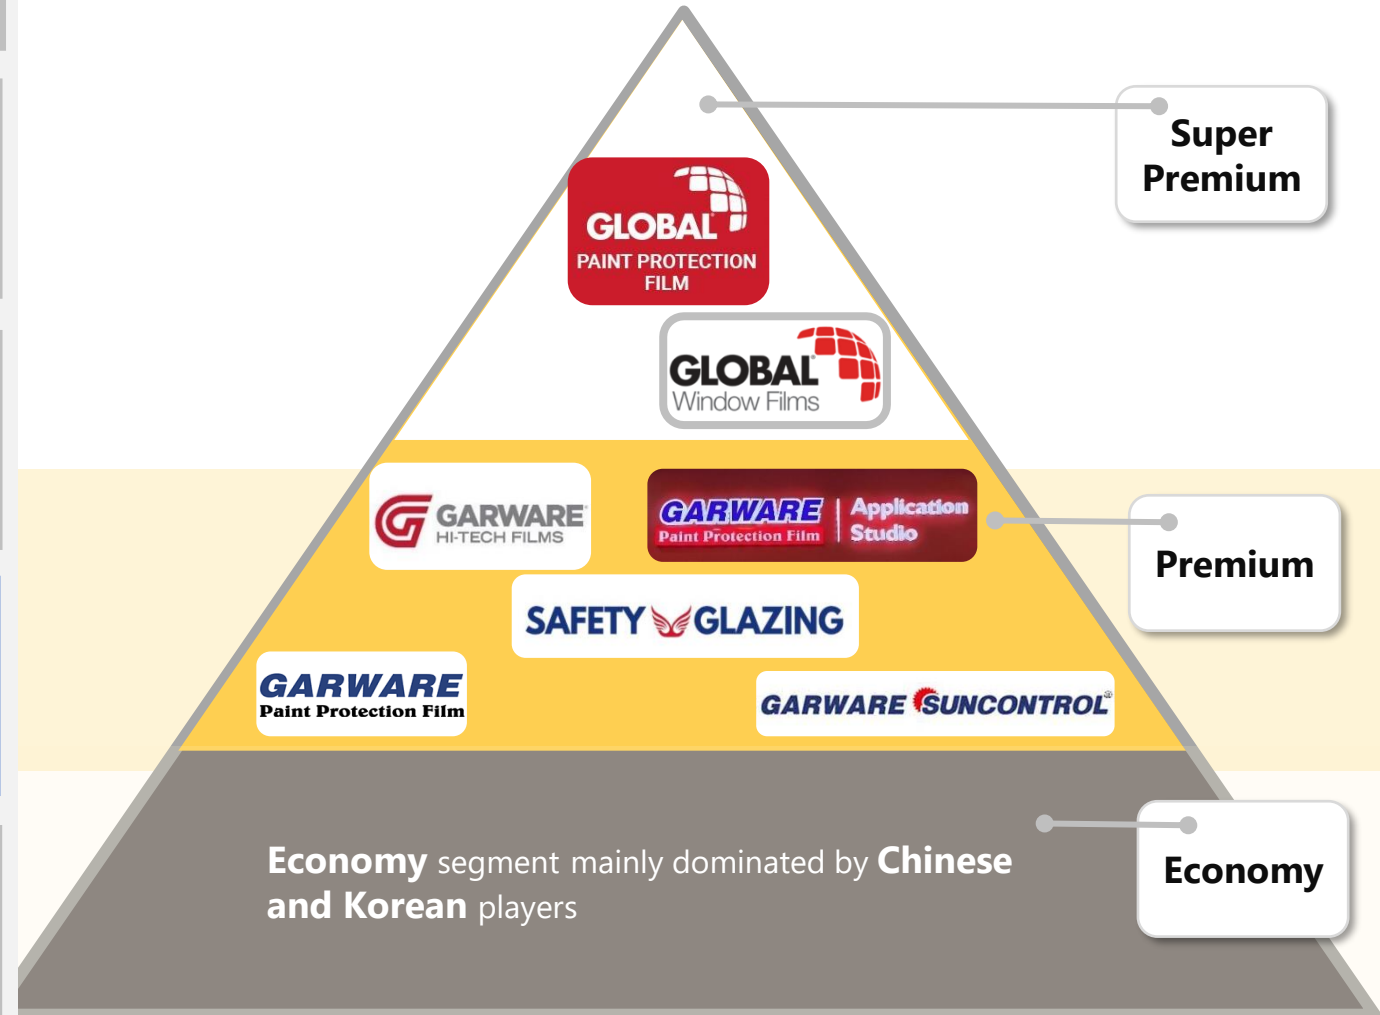 Super
Premium
GLOBAL
PAINT PROTECTION
FILM
GLOBAL
Window Films
GARWARE
HI-TECH FILMS
GARWARE
Paint Protection Film
Application
Studio
Premium
SAFETY GLAZING
GARWARE
Paint Protection Film
GARWARE SUNCONTROL®
Economy segment mainly dominated by Chinese
and Korean players
Economy